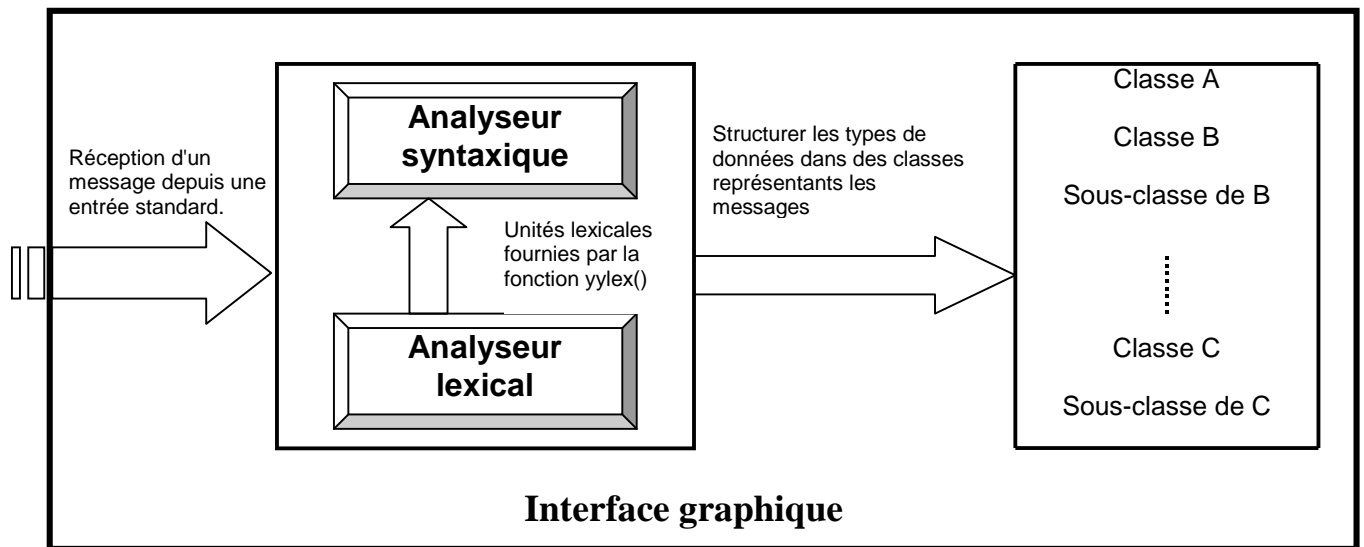 Réception d'un
message depuis une
entrée standard.
Analyseur
syntaxique
Unités lexicales
fournies par la
fonction yylex()
Analyseur
lexical
Structurer les types de
données dans des classes
représentants les
messages
Classe A
Classe B
Sous-classe de B
Classe C
Sous-classe de C
Interface graphique